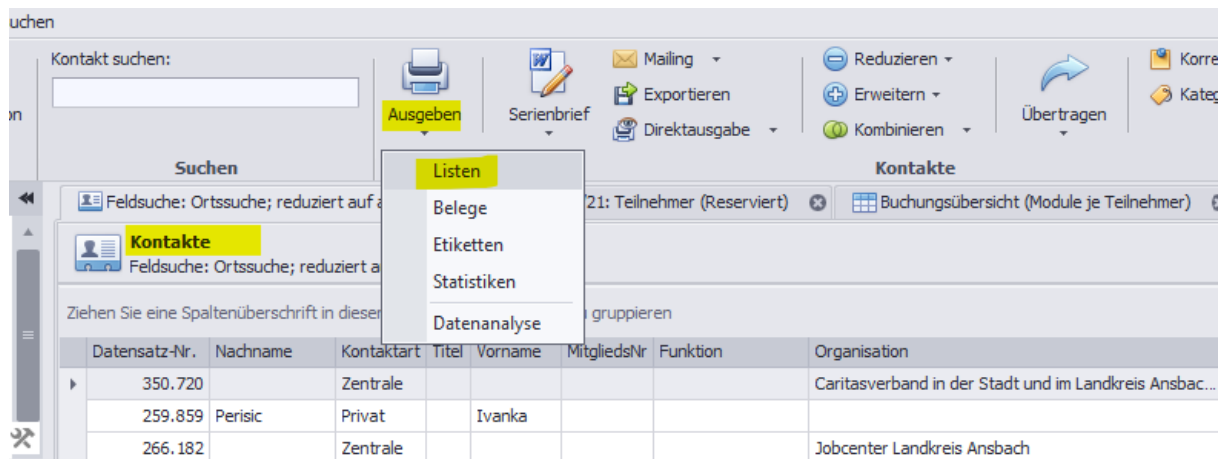 uchen
Kontakt suchen:
on
Suchen
Ausgeben
Serienbrief
Mailing
Exportieren
Direktausgabe
Reduzieren
Erweitern
Kombinieren
Übertragen
Korre
Kateg
Kontakte
Listen
Belege
Etiketten
Statistiken
Datenanalyse
Feldsuche: Ortssuche; reduziert auf a
/21: Teilnehmer (Reserviert)
Buchungsübersicht (Module je Teilnehmer)
Kontakte
Feldsuche: Ortssuche; reduziert a
Ziehen Sie eine Spaltenüberschrift in dieser
gruppieren
Datensatz-Nr. Nachname Kontaktart Titel Vorname MitgliedsNr Funktion Organisation
350.720 Zentrale Caritasverband in der Stadt und im Landkreis Ansbac...
259.859 Perisic Privat Ivanka
266.182 Zentrale Jobcenter Landkreis Ansbach